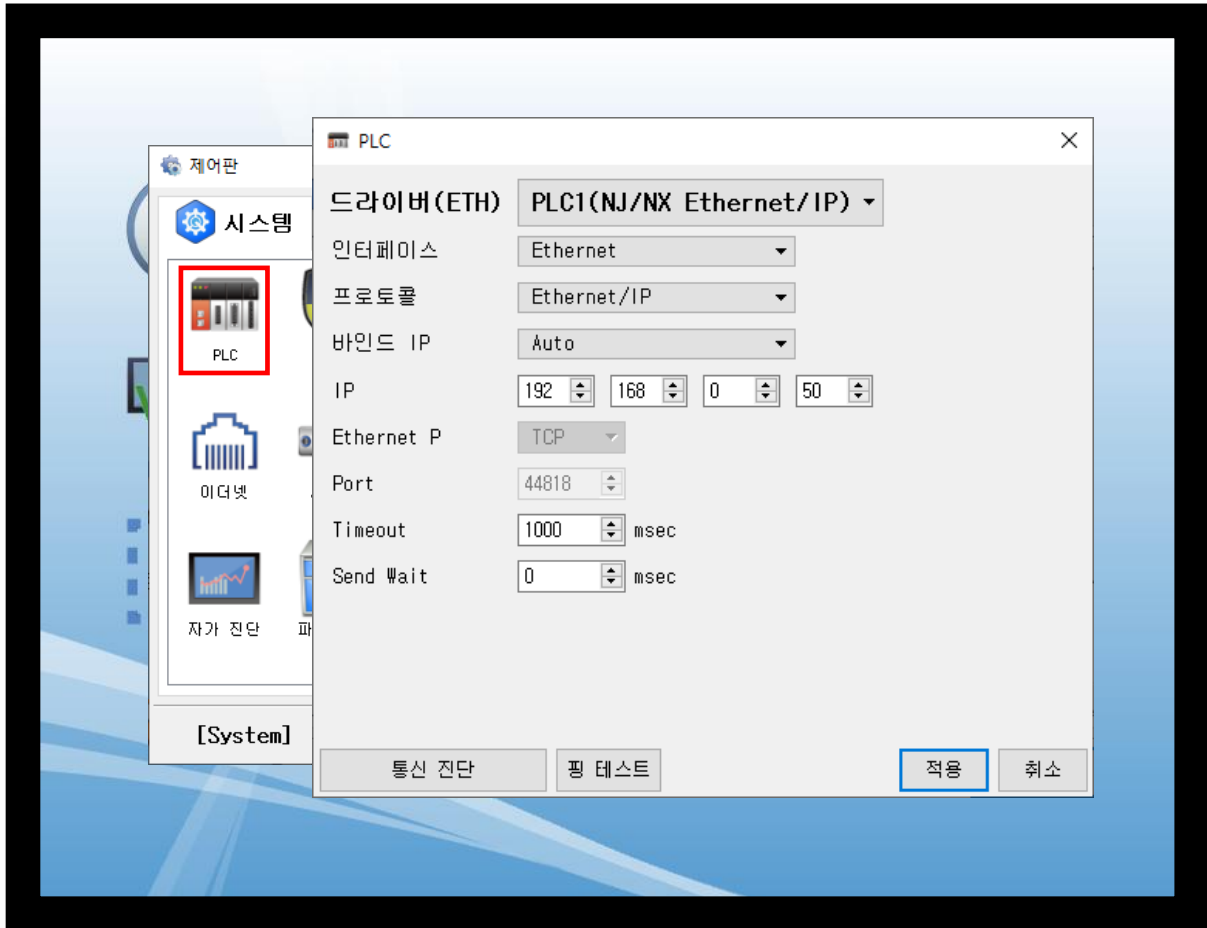 PLC
제어판
시스템
PLC
이더넷
자가 진단
[System]
드라이버(ETH) PLC1(NJ/NX Ethernet/IP)
인터페이스 Ethernet
프로토콜 Ethernet/IP
바인드 IP Auto
IP 192 168 0 50
Ethernet P TCP
Port 44818
Timeout 1000 msec
Send Wait 0 msec
통신 진단 핑 테스트 적용 취소